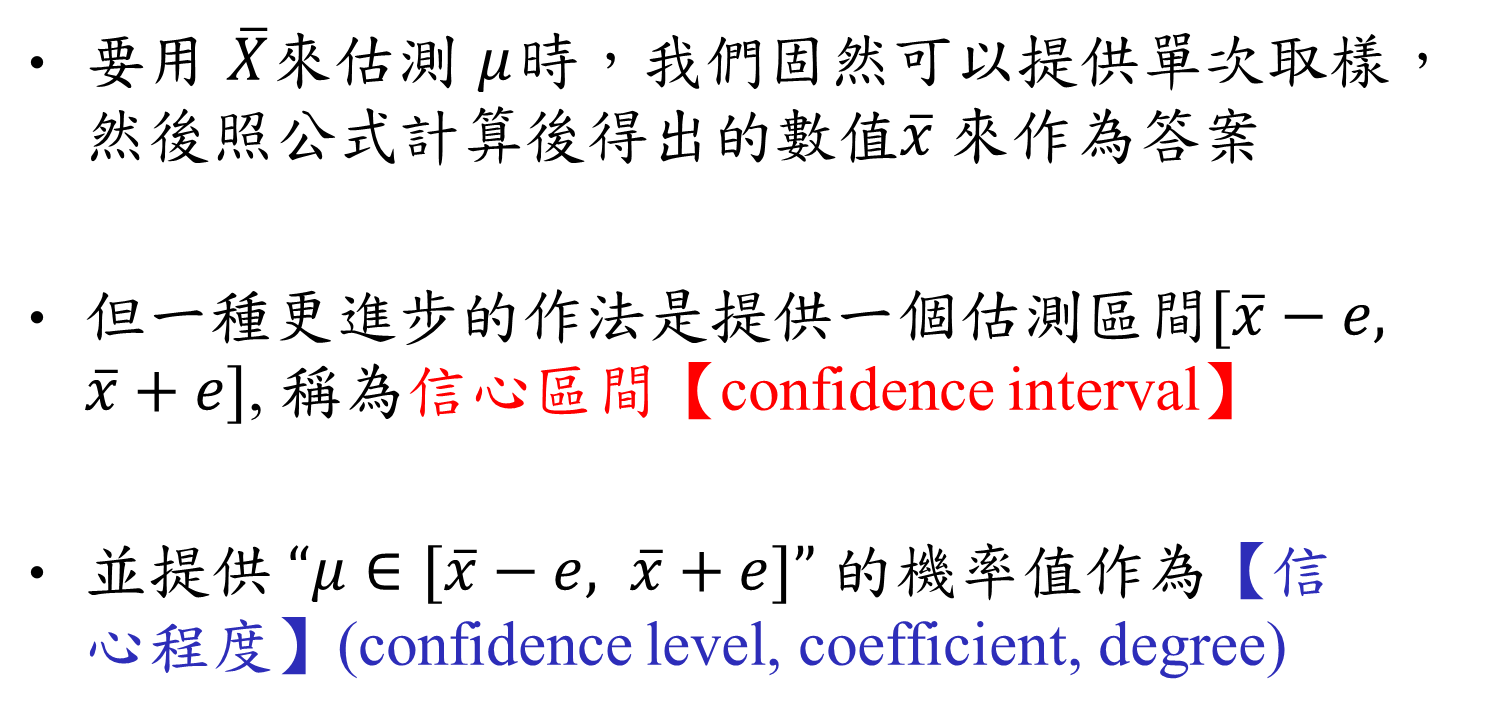 • 要用 X̄來估測 μ時，我們固然可以提供單次取樣，
然後照公式計算後得出的數值x̄ 來作為答案
• 但一種更進步的作法是提供一個估測區間[x̄ − e,
x̄ + e], 稱為信心區間【confidence interval】
• 並提供 “μ ∈ [x̄ − e, x̄ + e]” 的機率值作為【信
心程度】(confidence level, coefficient, degree)